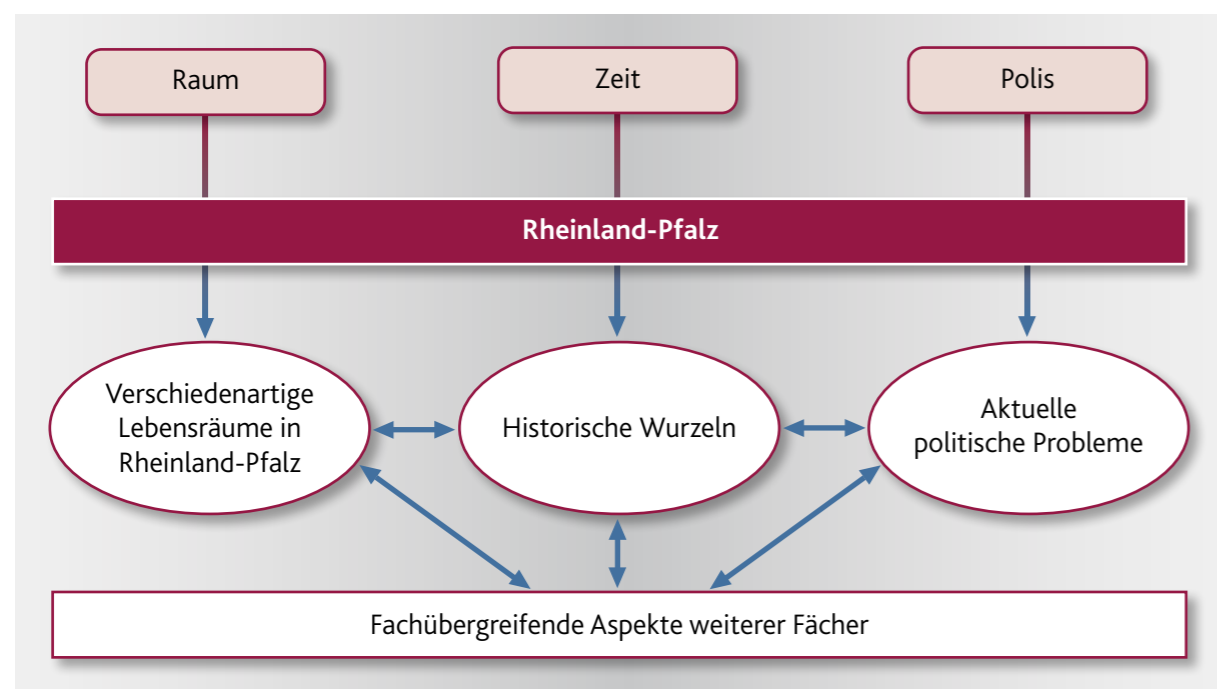 Raum
Zeit
Polis
Rheinland-Pfalz
Verschiedenartige
Lebensräume in
Rheinland-Pfalz
Historische Wurzeln
Aktuelle
politische Probleme
Fachübergreifende Aspekte weiterer Fächer